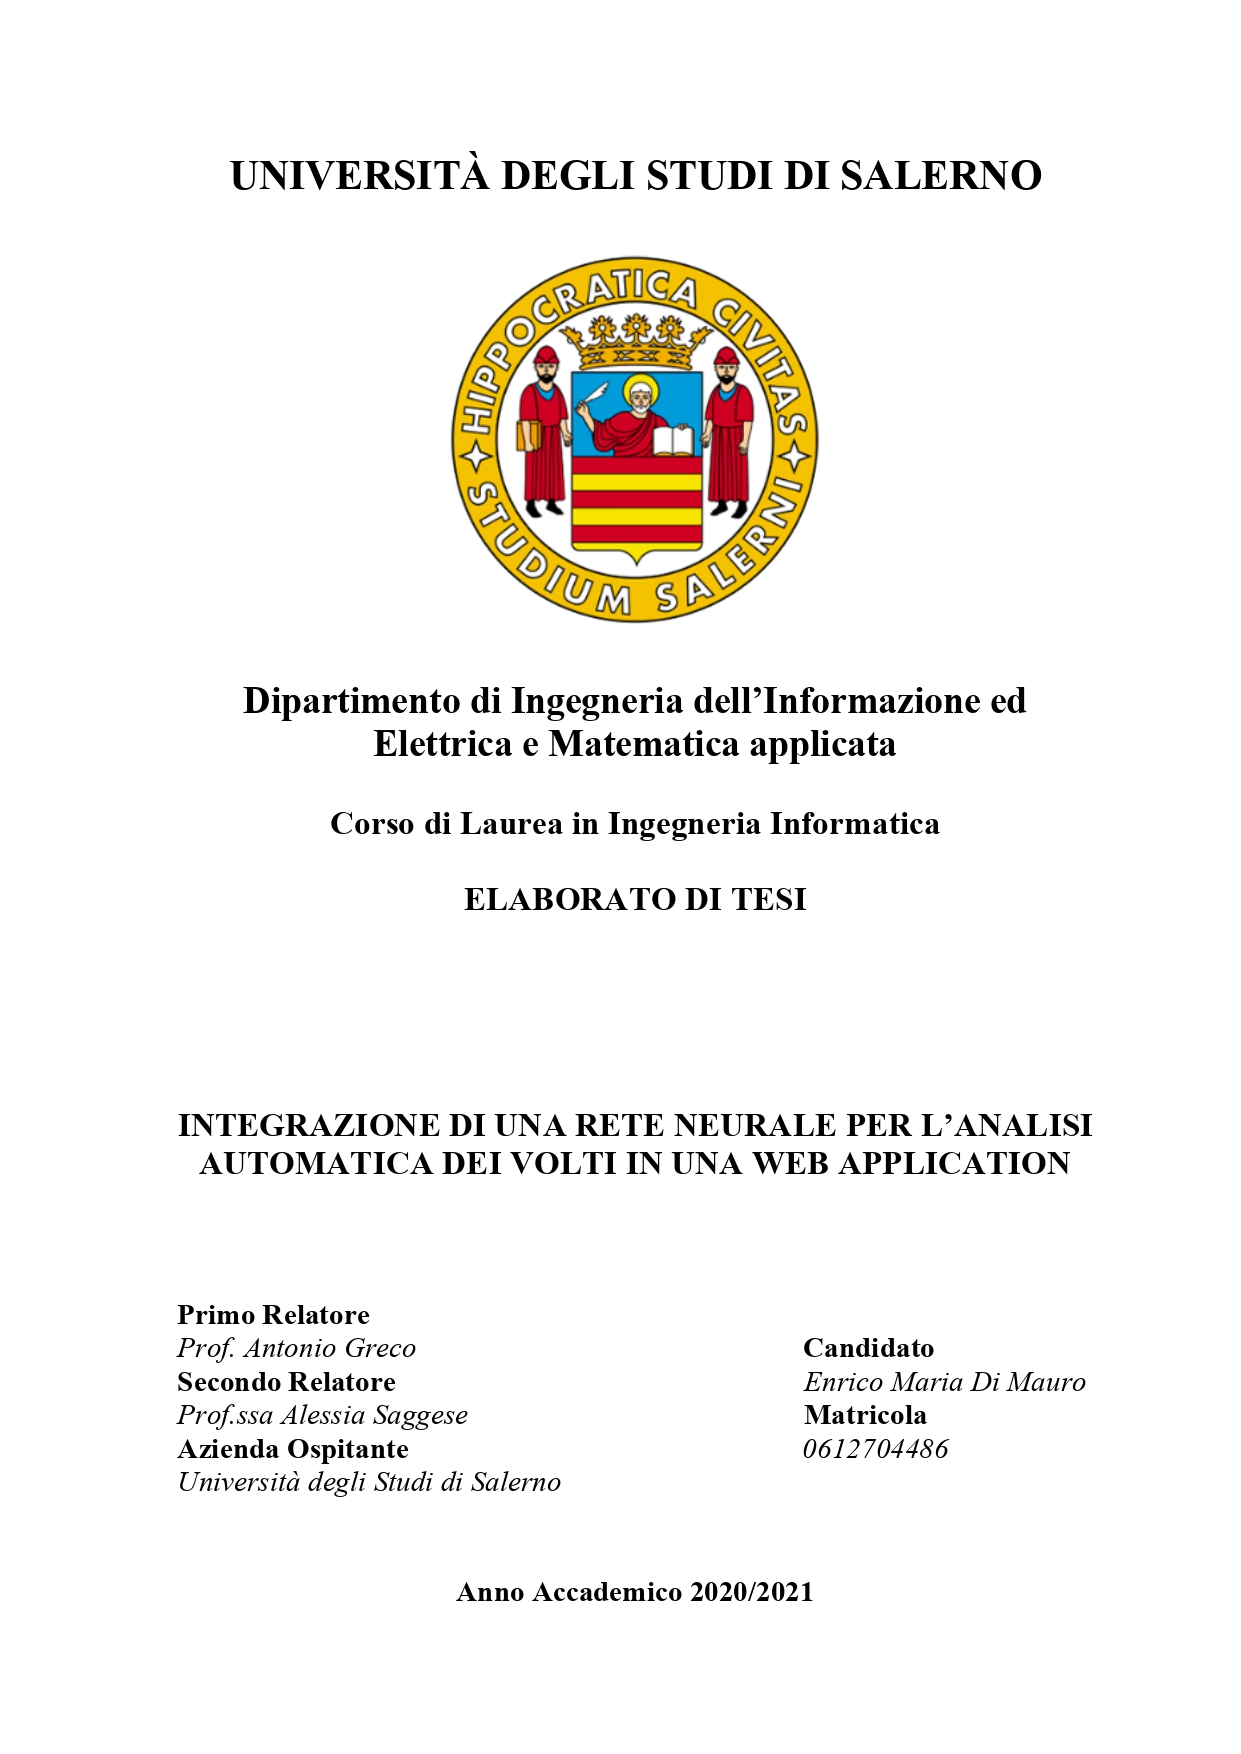 UNIVERSITÀ DEGLI STUDI DI SALERNO
HIPPOCRATICA CIVITAS
STUDIUM SALERNI
Dipartimento di Ingegneria dell’Informazione ed
Elettrica e Matematica applicata
Corso di Laurea in Ingegneria Informatica
ELABORATO DI TESI
INTEGRAZIONE DI UNA RETE NEURALE PER L’ANALISI
AUTOMATICA DEI VOLTI IN UNA WEB APPLICATION
Primo Relatore
Prof. Antonio Greco
Secondo Relatore
Prof.ssa Alessia Saggese
Azienda Ospitante
Università degli Studi di Salerno
Candidato
Enrico Maria Di Mauro
Matricola
0612704486
Anno Accademico 2020/2021